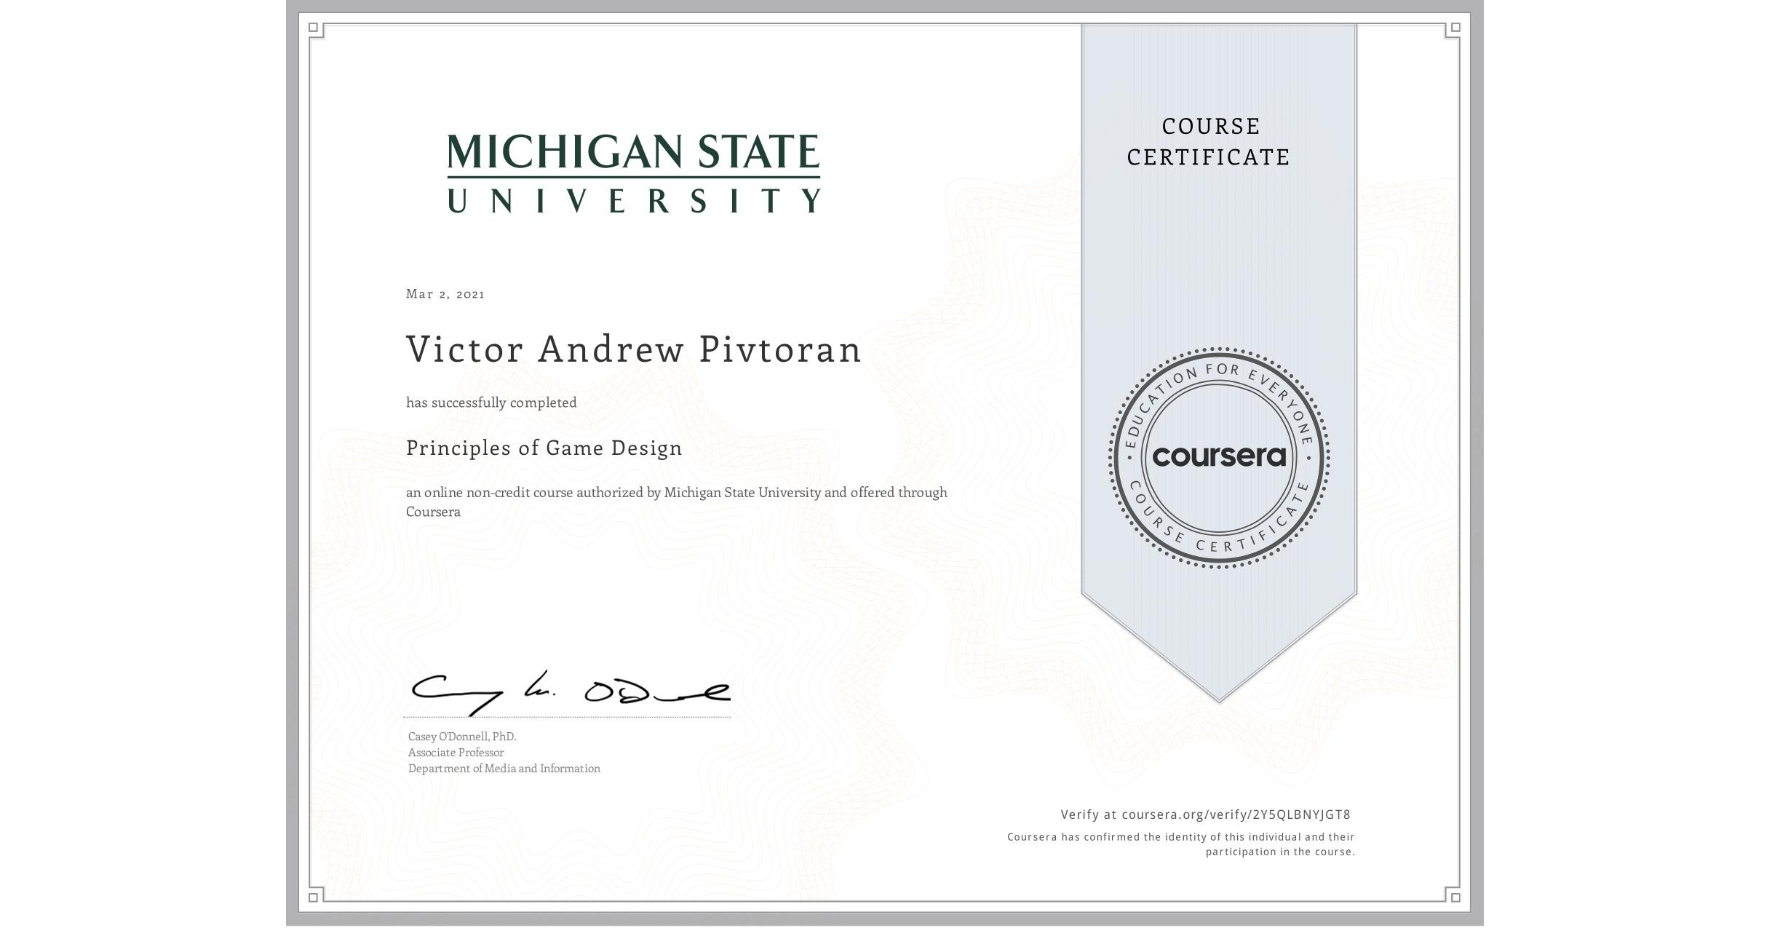 MICHIGAN STATE
UNIVERSITY
COURSE
CERTIFICATE
Mar 2, 2021
Victor Andrew Pivtoran
has successfully completed
Principles of Game Design
an online non-credit course authorized by Michigan State University and offered through
Coursera
EDUCATION FOR EVERYONE
coursera
COURSE CERTIFICATE
Casey O'Donnell, PhD.
Associate Professor
Department of Media and Information
Verify at coursera.org/verify/2Y5QLBNYJGT8
Coursera has confirmed the identity of this individual and their
participation in the course.